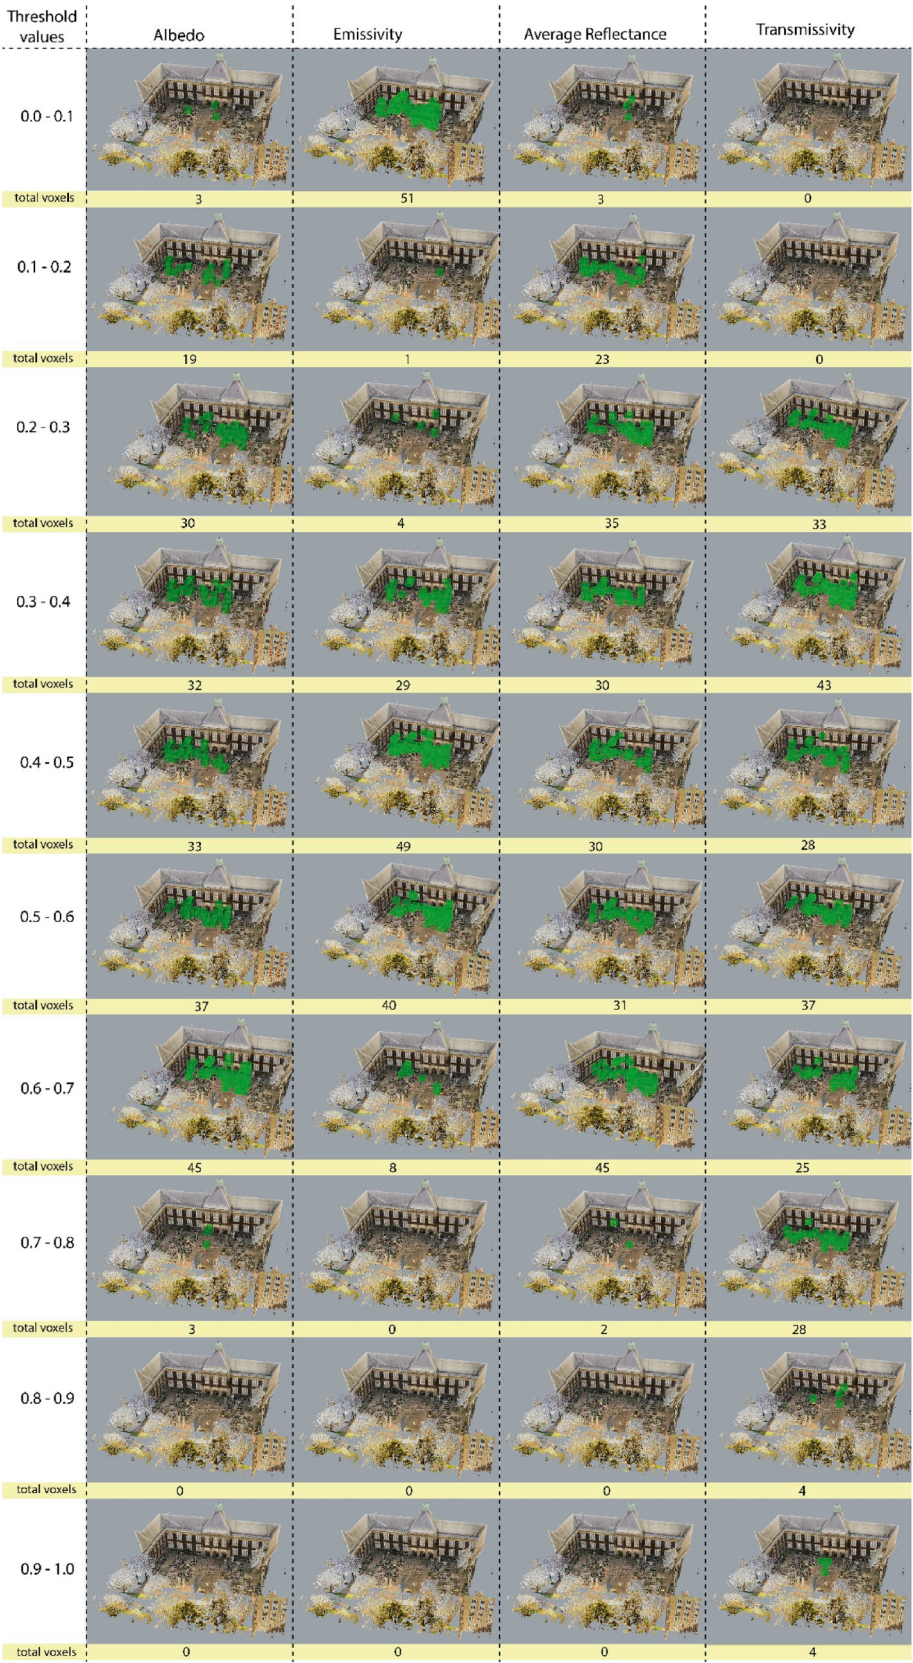 Threshold values Albedo Emissivity Average Reflectance Transmissivity
0.0 - 0.1
total voxels 3 51 3 0
0.1 - 0.2
total voxels 19 1 23 0
0.2 - 0.3
total voxels 30 4 35 33
0.3 - 0.4
total voxels 32 29 30 43
0.4 - 0.5
total voxels 33 49 30 28
0.5 - 0.6
total voxels 37 40 31 37
0.6 - 0.7
total voxels 45 8 45 25
0.7 - 0.8
total voxels 3 0 2 28
0.8 - 0.9
total voxels 0 0 0 4
0.9 - 1.0
total voxels 0 0 0 4